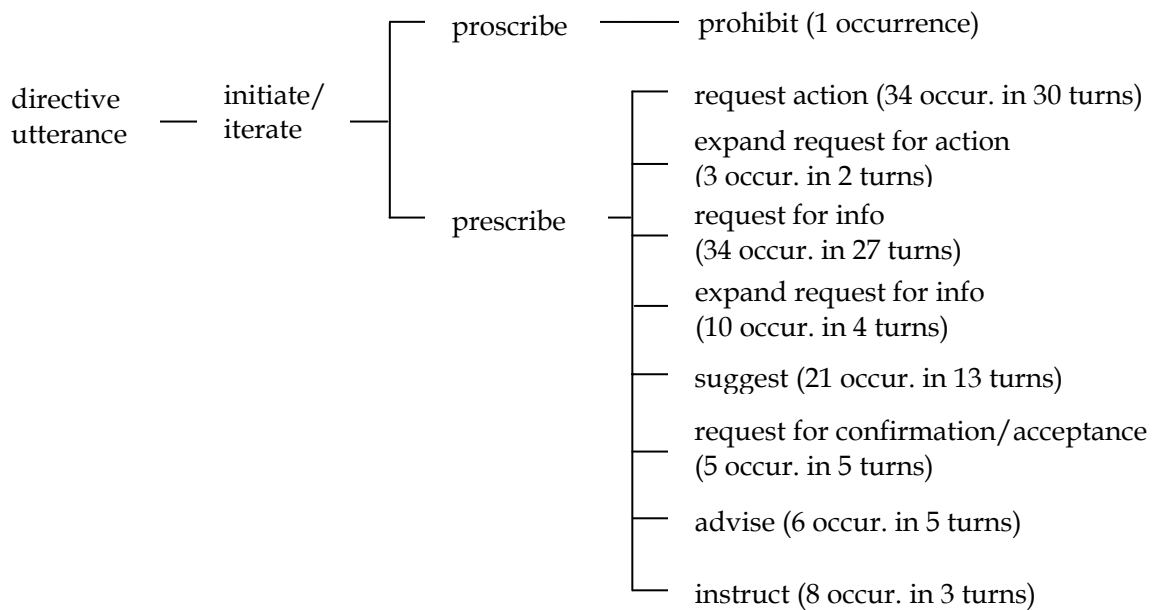 proscribe
prohibit (1 occurrence)
directive
utterance
initiate/
iterate
prescribe
request action (34 occur. in 30 turns)
expand request for action
(3 occur. in 2 turns)
request for info
(34 occur. in 27 turns)
expand request for info
(10 occur. in 4 turns)
suggest (21 occur. in 13 turns)
request for confirmation/acceptance
(5 occur. in 5 turns)
advise (6 occur. in 5 turns)
instruct (8 occur. in 3 turns)